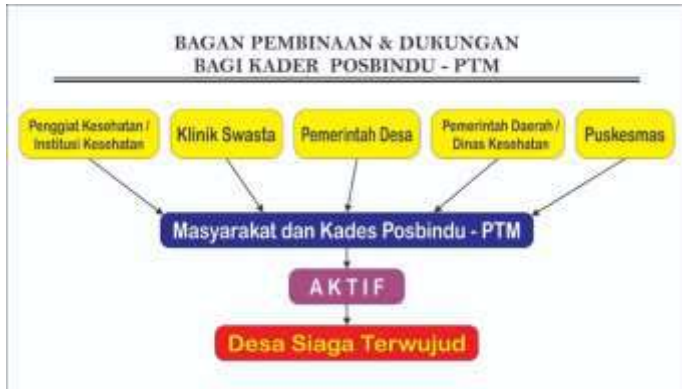 BAGAN PEMBINAAN & DUKUNGAN
BAGI KADER POSBINDU - PTM
Penggiat Kesehatan /
Institusi Kesehatan
Klinik Swasta
Pemerintah Desa
Pemerintah Daerah /
Dinas Kesehatan
Puskesmas
Masyarakat dan Kades Posbindu - PTM
AKTIF
Desa Siaga Terwujud